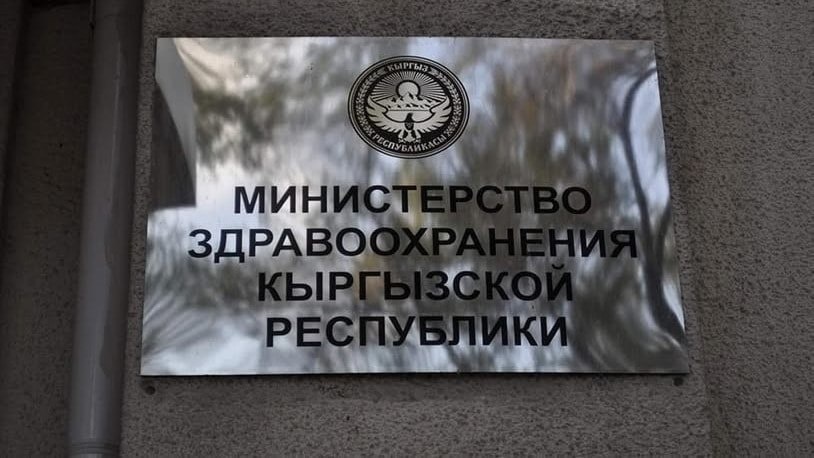 КЫРГЫЗ
РЕСПУБЛИКАСЫ
МИНИСТЕРСТВО
ЗДРАВООХРАНЕНИЯ
КЫРГЫЗСКОЙ
РЕСПУБЛИКИ